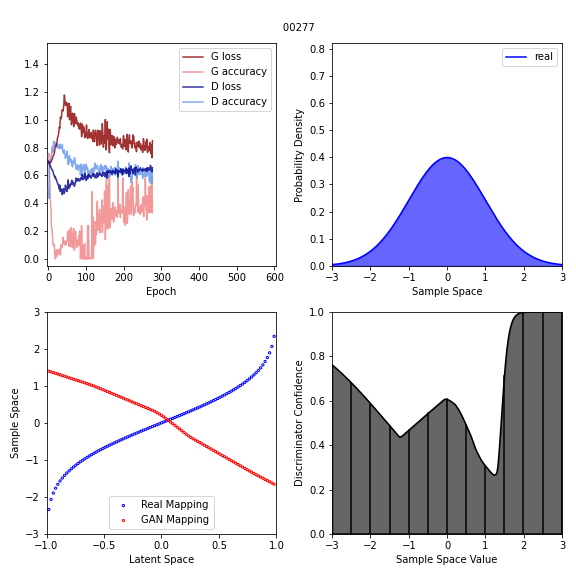 00277
G loss
G accuracy
D loss
D accuracy
1.4
1.2
1.0
0.8
0.6
0.4
0.2
0.0
0 100 200 300 400 500 600
Epoch
real
Probability Density
0.8
0.7
0.6
0.5
0.4
0.3
0.2
0.1
0.0
−3 −2 −1 0 1 2 3
Sample Space
Sample Space
3
2
1
0
−1
−2
−3
Real Mapping
GAN Mapping
−1.0 −0.5 0.0 0.5 1.0
Latent Space
Discriminator Confidence
1.0
0.8
0.6
0.4
0.2
0.0
−3 −2 −1 0 1 2 3
Sample Space Value